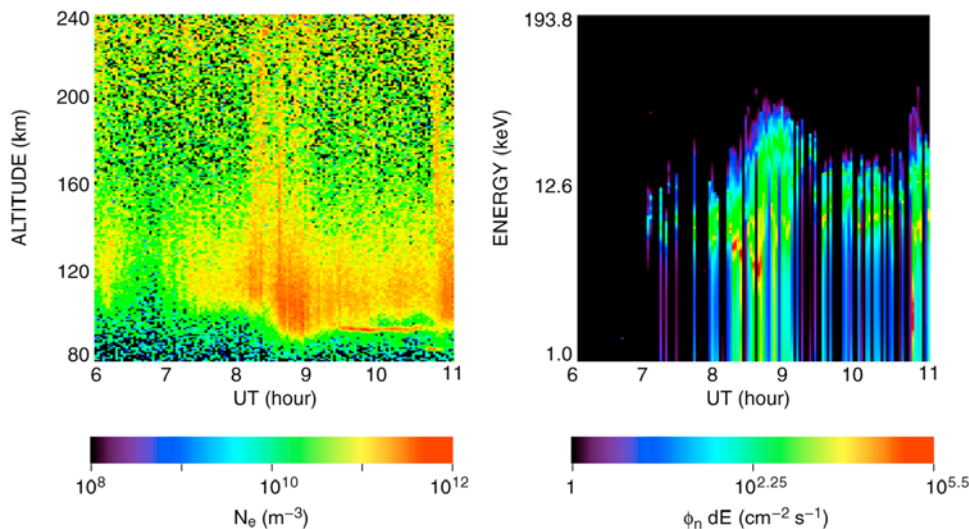 240
200
160
120
80
ALTITUDE (km)
6 7 8 9 10 11
UT (hour)
10^8 10^10 10^12
N_e (m^-3)
193.8
12.6
1.0
ENERGY (keV)
6 7 8 9 10 11
UT (hour)
1 10^2.25 10^5.5
ϕ_n dE (cm^-2 s^-1)